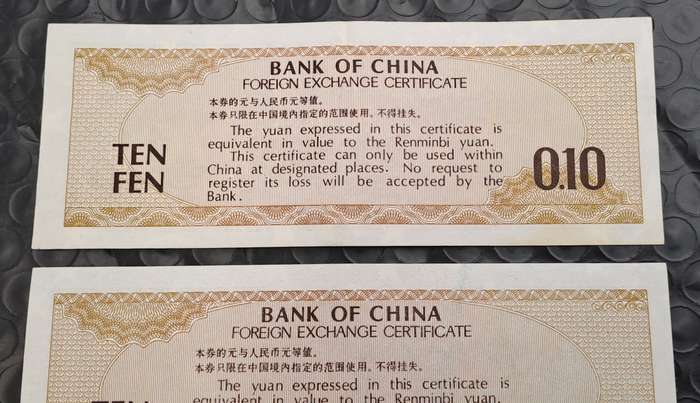 BANK OF CHINA
FOREIGN EXCHANGE CERTIFICATE
本券的元与人民币元等值。
本券只限在中国境内指定的范围使用，不得挂失。
The yuan expressed in this certificate is
equivalent in value to the Renminbi yuan.
This certificate can only be used within
China at designated places. No request to
register its loss will be accepted by the
Bank.
TEN
FEN
0.10
BANK OF CHINA
FOREIGN EXCHANGE CERTIFICATE
本券的元与人民币元等值。
本券只限在中国境内指定的范围使用，不得挂失。
The yuan expressed in this certificate is
equivalent in value to the Renminbi yuan.
TEN